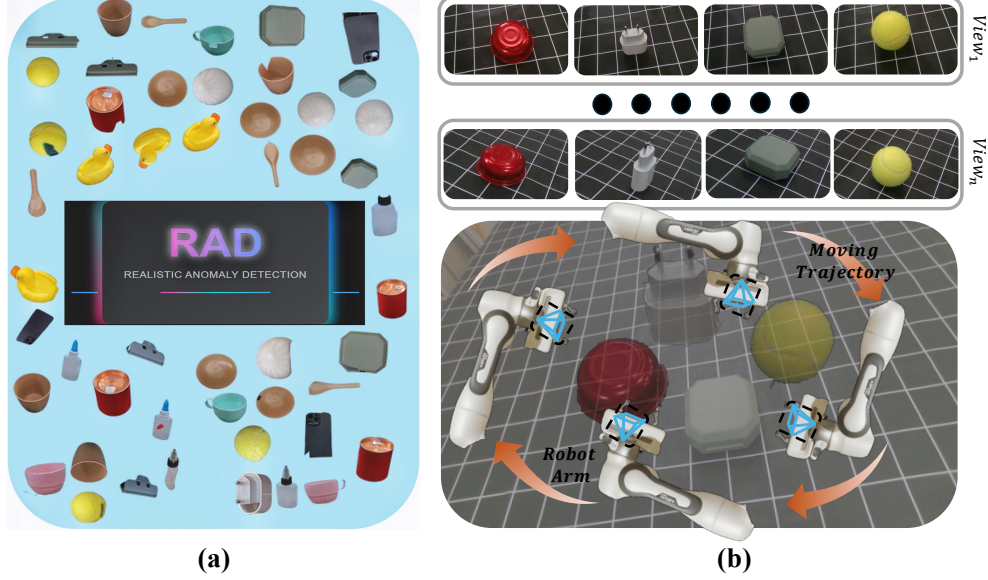 RAD
REALISTIC ANOMALY DETECTION
View₁
Viewₙ
Moving
Trajectory
Robot
Arm
(a)
(b)